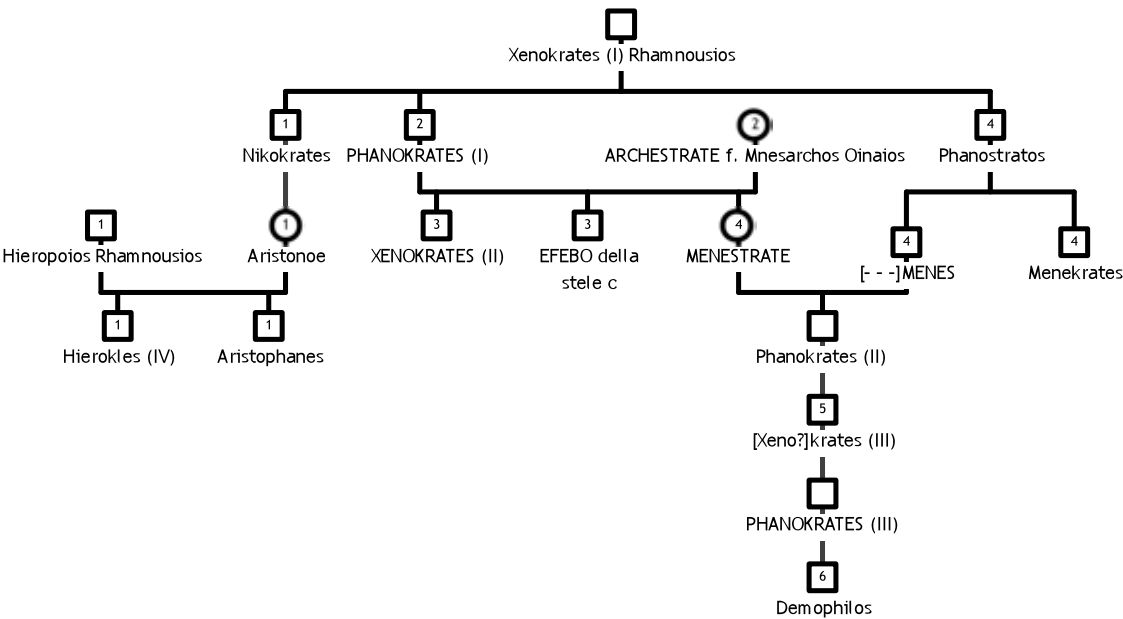 Xenokrates (I) Rhamnousios
1 2 2 4
Nikokrates PHANOKRATES (I) ARCHESTRATE f. Mnesarchos Oinaios Phanostratos
1 1 3 3 4 4 4
Hieropoios Rhamnousios Aristonoe XENOKRATES (II) EFEBO della MENESTRATE [- - -]MENES Menekrates
stele c
1 1
Hierokles (IV) Aristophanes Phanokrates (II)
5
[Xeno?]krates (III)
PHANOKRATES (III)
6
Demophilos